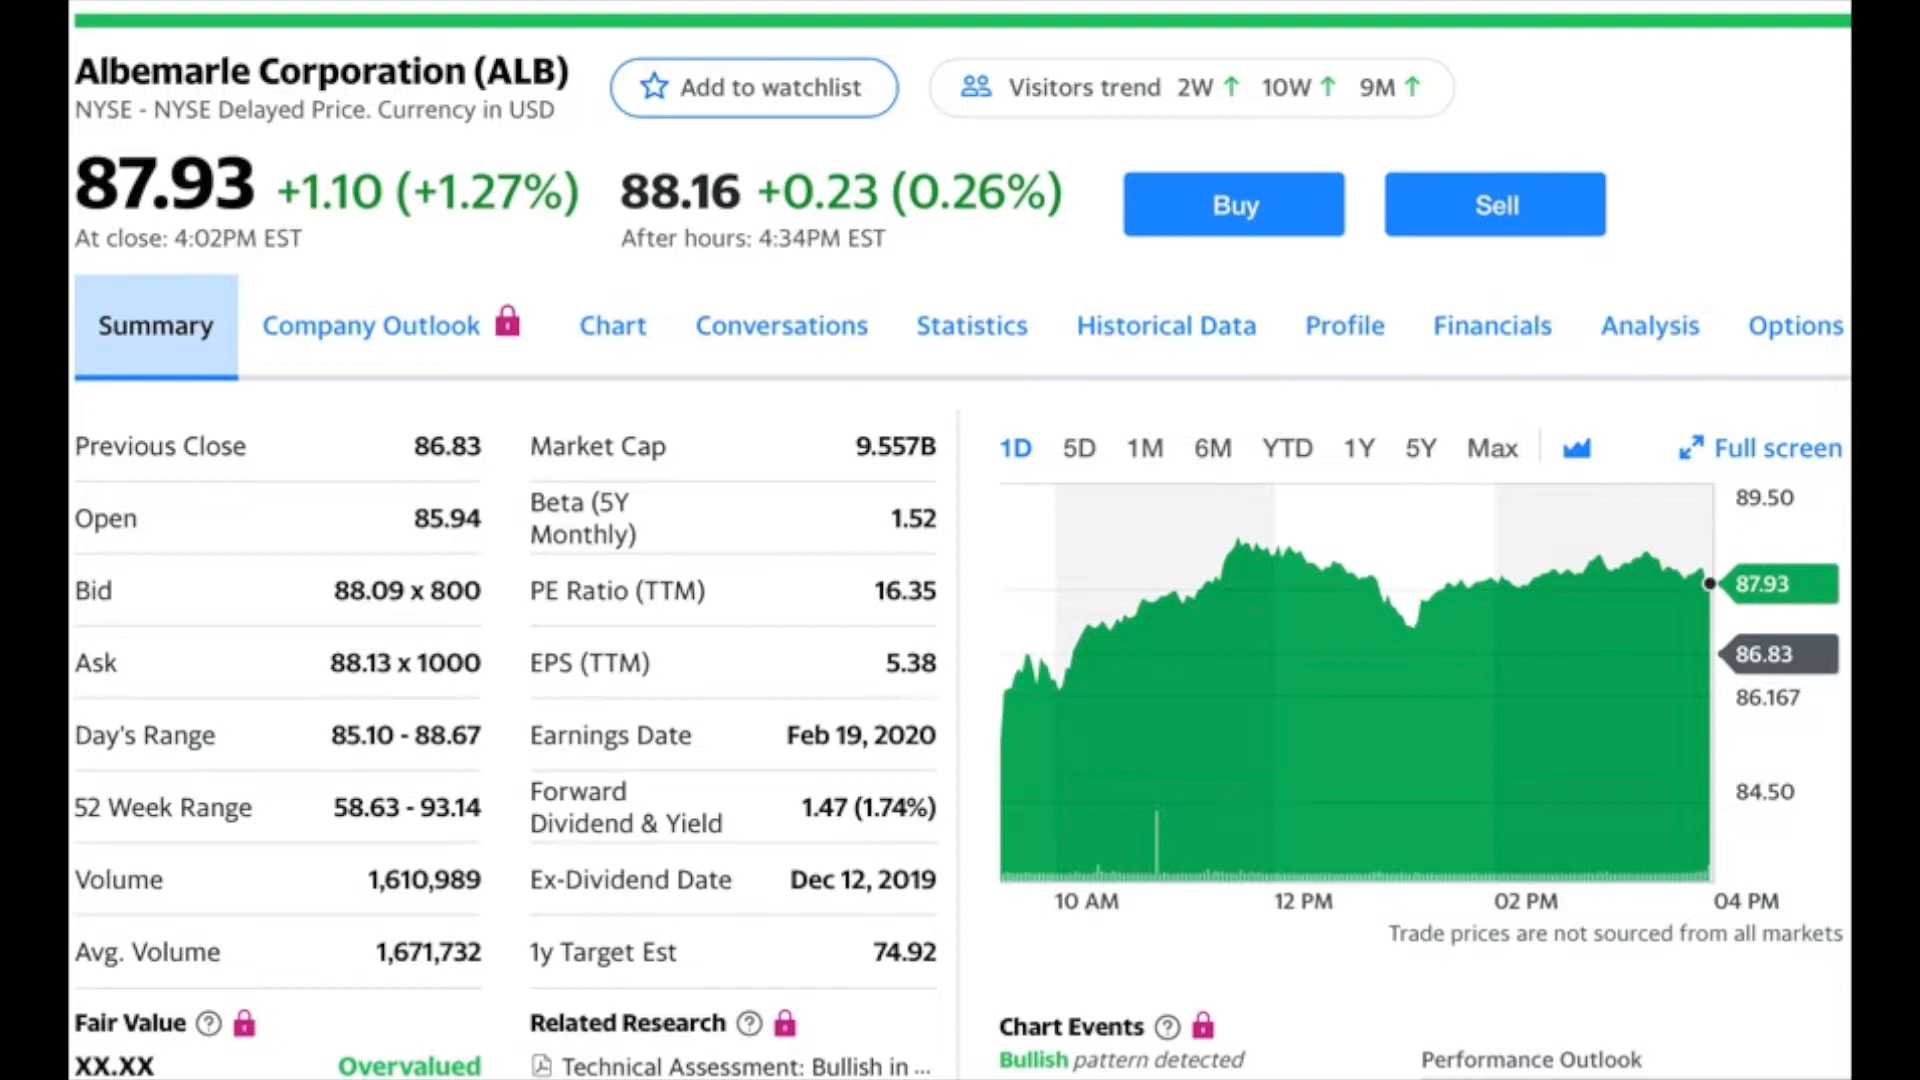 Albemarle Corporation (ALB)
NYSE - NYSE Delayed Price. Currency in USD
Add to watchlist
Visitors trend 2W ↑ 10W ↑ 9M ↑
87.93 +1.10 (+1.27%)
At close: 4:02PM EST
88.16 +0.23 (0.26%)
After hours: 4:34PM EST
Buy
Sell
Summary
Company Outlook
Chart
Conversations
Statistics
Historical Data
Profile
Financials
Analysis
Options
Previous Close 86.83
Open 85.94
Bid 88.09 x 800
Ask 88.13 x 1000
Day's Range 85.10 - 88.67
52 Week Range 58.63 - 93.14
Volume 1,610,989
Avg. Volume 1,671,732
Market Cap 9.557B
Beta (5Y
Monthly) 1.52
PE Ratio (TTM) 16.35
EPS (TTM) 5.38
Earnings Date Feb 19, 2020
Forward
Dividend & Yield 1.47 (1.74%)
Ex-Dividend Date Dec 12, 2019
1y Target Est 74.92
1D 5D 1M 6M YTD 1Y 5Y Max
Full screen
89.50
87.93
86.83
86.167
84.50
10 AM 12 PM 02 PM 04 PM
Trade prices are not sourced from all markets
Fair Value ?
XX.XX Overvalued
Related Research ?
Technical Assessment: Bullish in ...
Chart Events ?
Bullish pattern detected
Performance Outlook